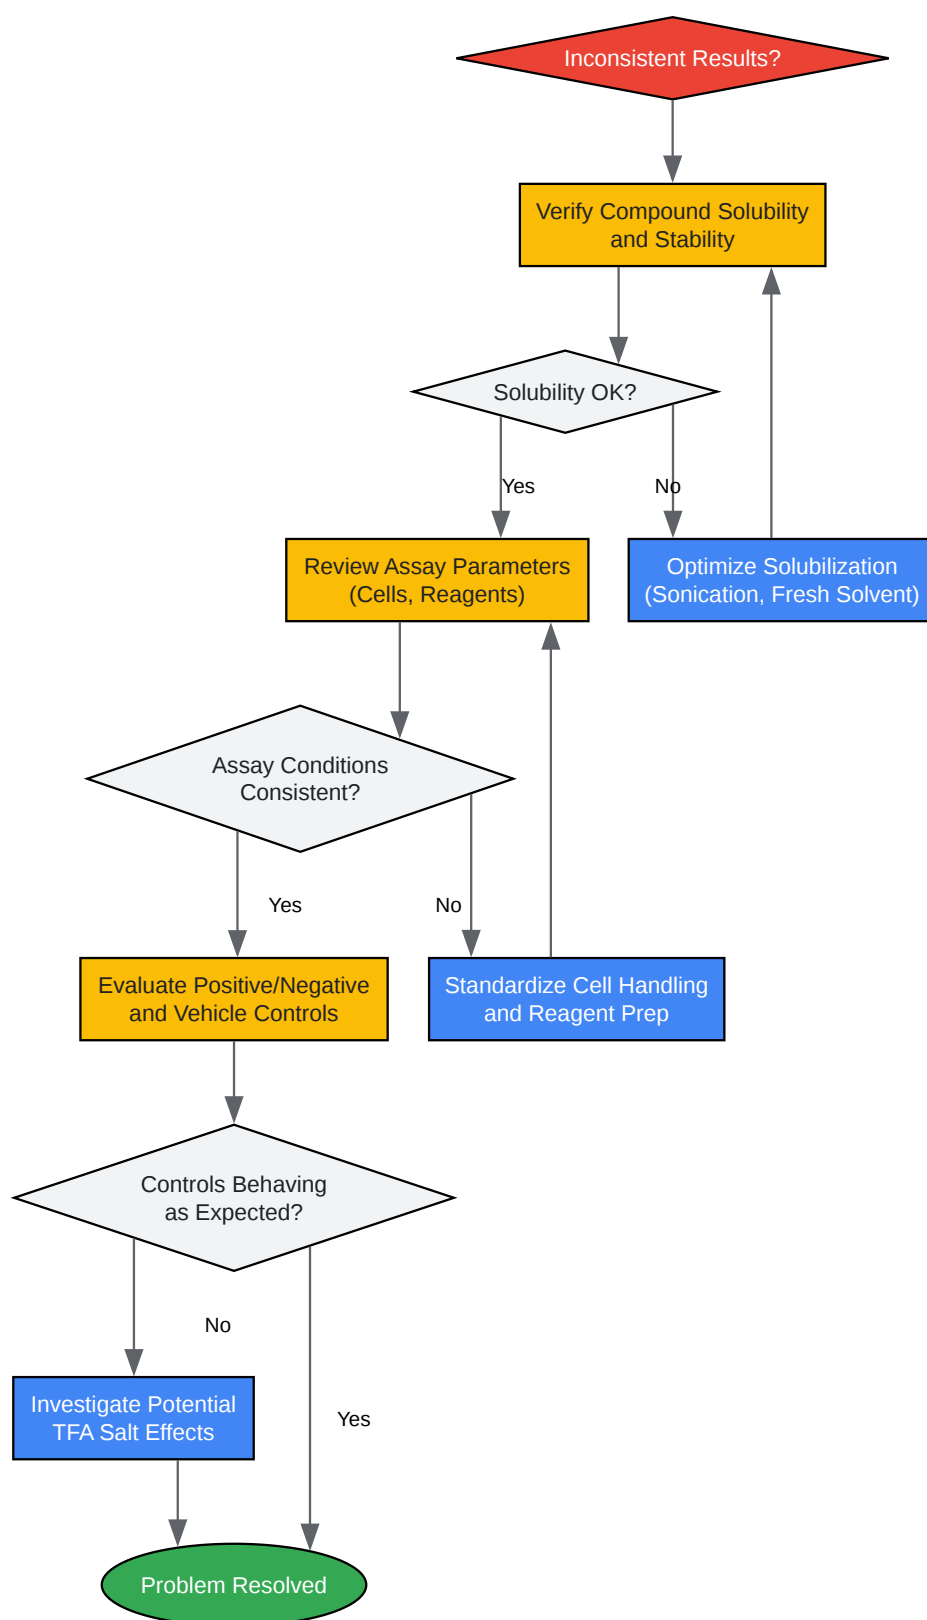 Inconsistent Results?
Verify Compound Solubility
and Stability
Solubility OK?
Yes
No
Review Assay Parameters
(Cells, Reagents)
Optimize Solubilization
(Sonication, Fresh Solvent)
Assay Conditions
Consistent?
Yes
No
Evaluate Positive/Negative
and Vehicle Controls
Standardize Cell Handling
and Reagent Prep
Controls Behaving
as Expected?
No
Investigate Potential
TFA Salt Effects
Yes
Problem Resolved